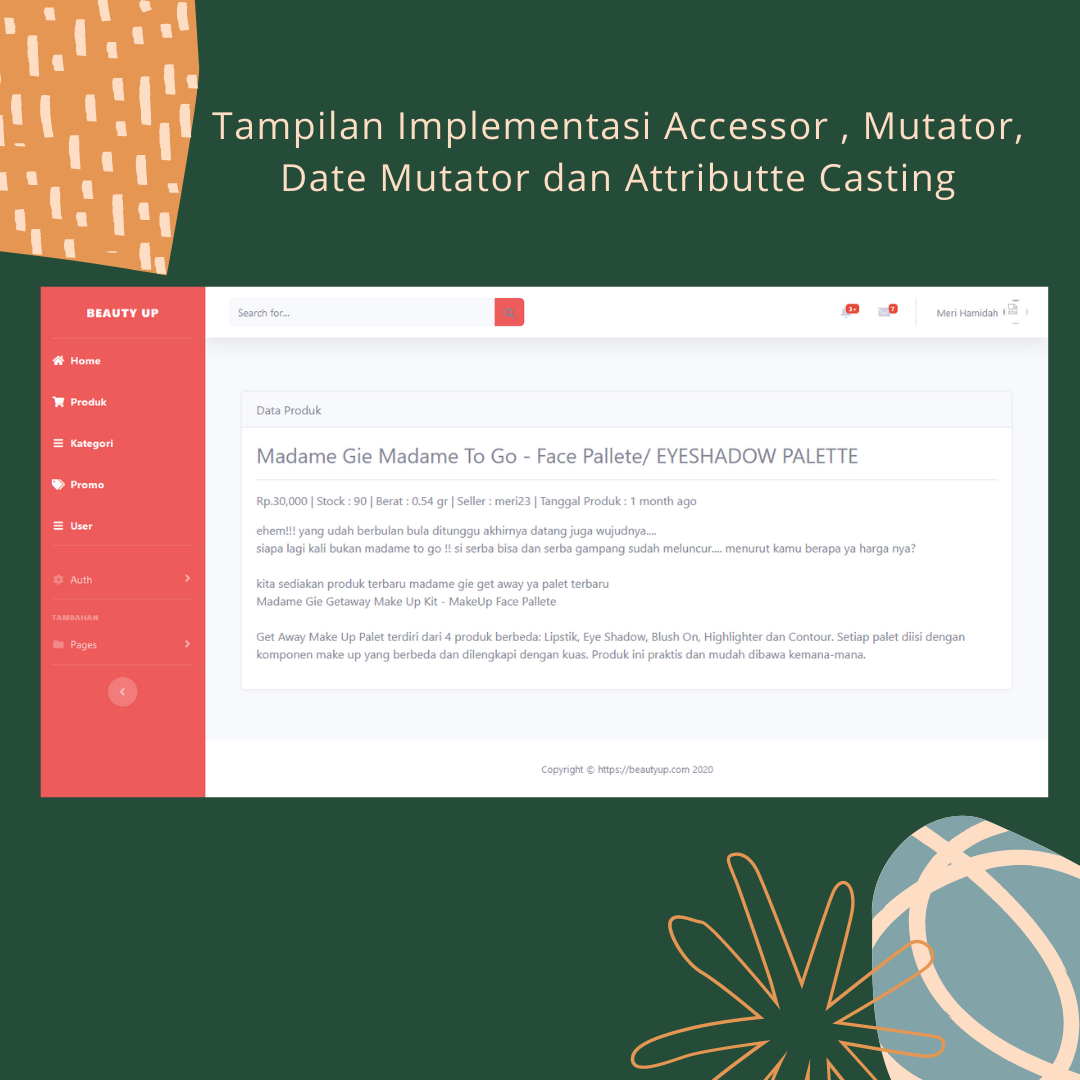 Tampilan Implementasi Accessor , Mutator,
Date Mutator dan Attributte Casting
BEAUTY UP
Search for...
3+
7
Meri Hamidah
Home
Produk
Kategori
Promo
User
Auth
TAMBAHAN
Pages
Data Produk
Madame Gie Madame To Go - Face Pallete/ EYESHADOW PALETTE
Rp.30,000 | Stock : 90 | Berat : 0.54 gr | Seller : meri23 | Tanggal Produk : 1 month ago
ehem!!! yang udah berbulan bula ditunggu akhirnya datang juga wujudnya....
siapa lagi kali bukan madame to go !! si serba bisa dan serba gampang sudah meluncur.... menurut kamu berapa ya harga nya?
kita sediakan produk terbaru madame gie get away ya palet terbaru
Madame Gie Getaway Make Up Kit - MakeUp Face Pallete
Get Away Make Up Palet terdiri dari 4 produk berbeda: Lipstik, Eye Shadow, Blush On, Highlighter dan Contour. Setiap palet diisi dengan
komponen make up yang berbeda dan dilengkapi dengan kuas. Produk ini praktis dan mudah dibawa kemana-mana.
Copyright © https://beautyup.com 2020